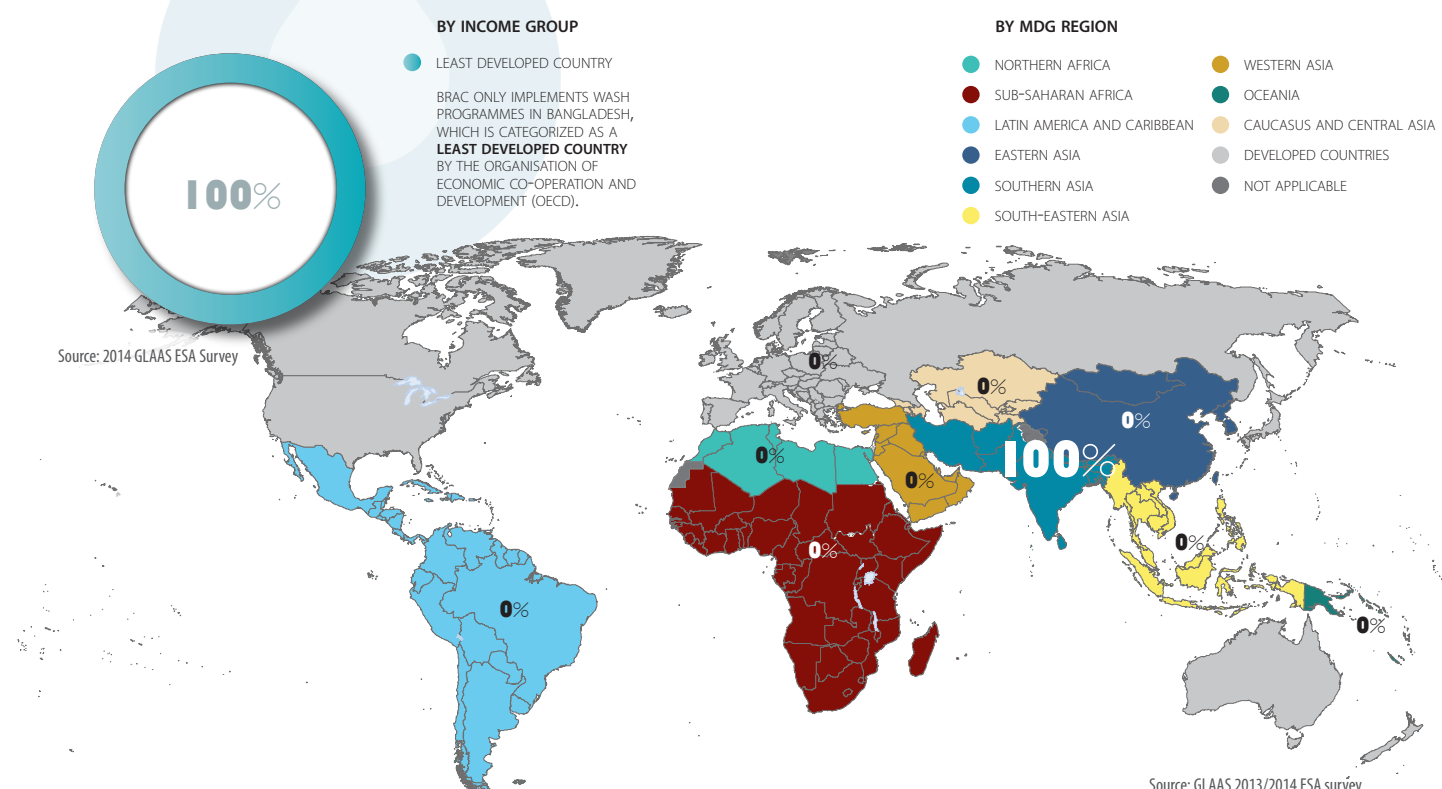 BY INCOME GROUP
LEAST DEVELOPED COUNTRY
BRAC ONLY IMPLEMENTS WASH
PROGRAMMES IN BANGLADESH,
WHICH IS CATEGORIZED AS A
LEAST DEVELOPED COUNTRY
BY THE ORGANISATION OF
ECONOMIC CO-OPERATION AND
DEVELOPMENT (OECD).
100%
Source: 2014 GLAAS ESA Survey
BY MDG REGION
NORTHERN AFRICA
SUB-SAHARAN AFRICA
LATIN AMERICA AND CARIBBEAN
EASTERN ASIA
SOUTHERN ASIA
SOUTH-EASTERN ASIA
WESTERN ASIA
OCEANIA
CAUCASUS AND CENTRAL ASIA
DEVELOPED COUNTRIES
NOT APPLICABLE
0%
0%
0%
0%
100%
0%
0%
0%
0%
0%
Source: GLAAS 2013/2014 ESA survey